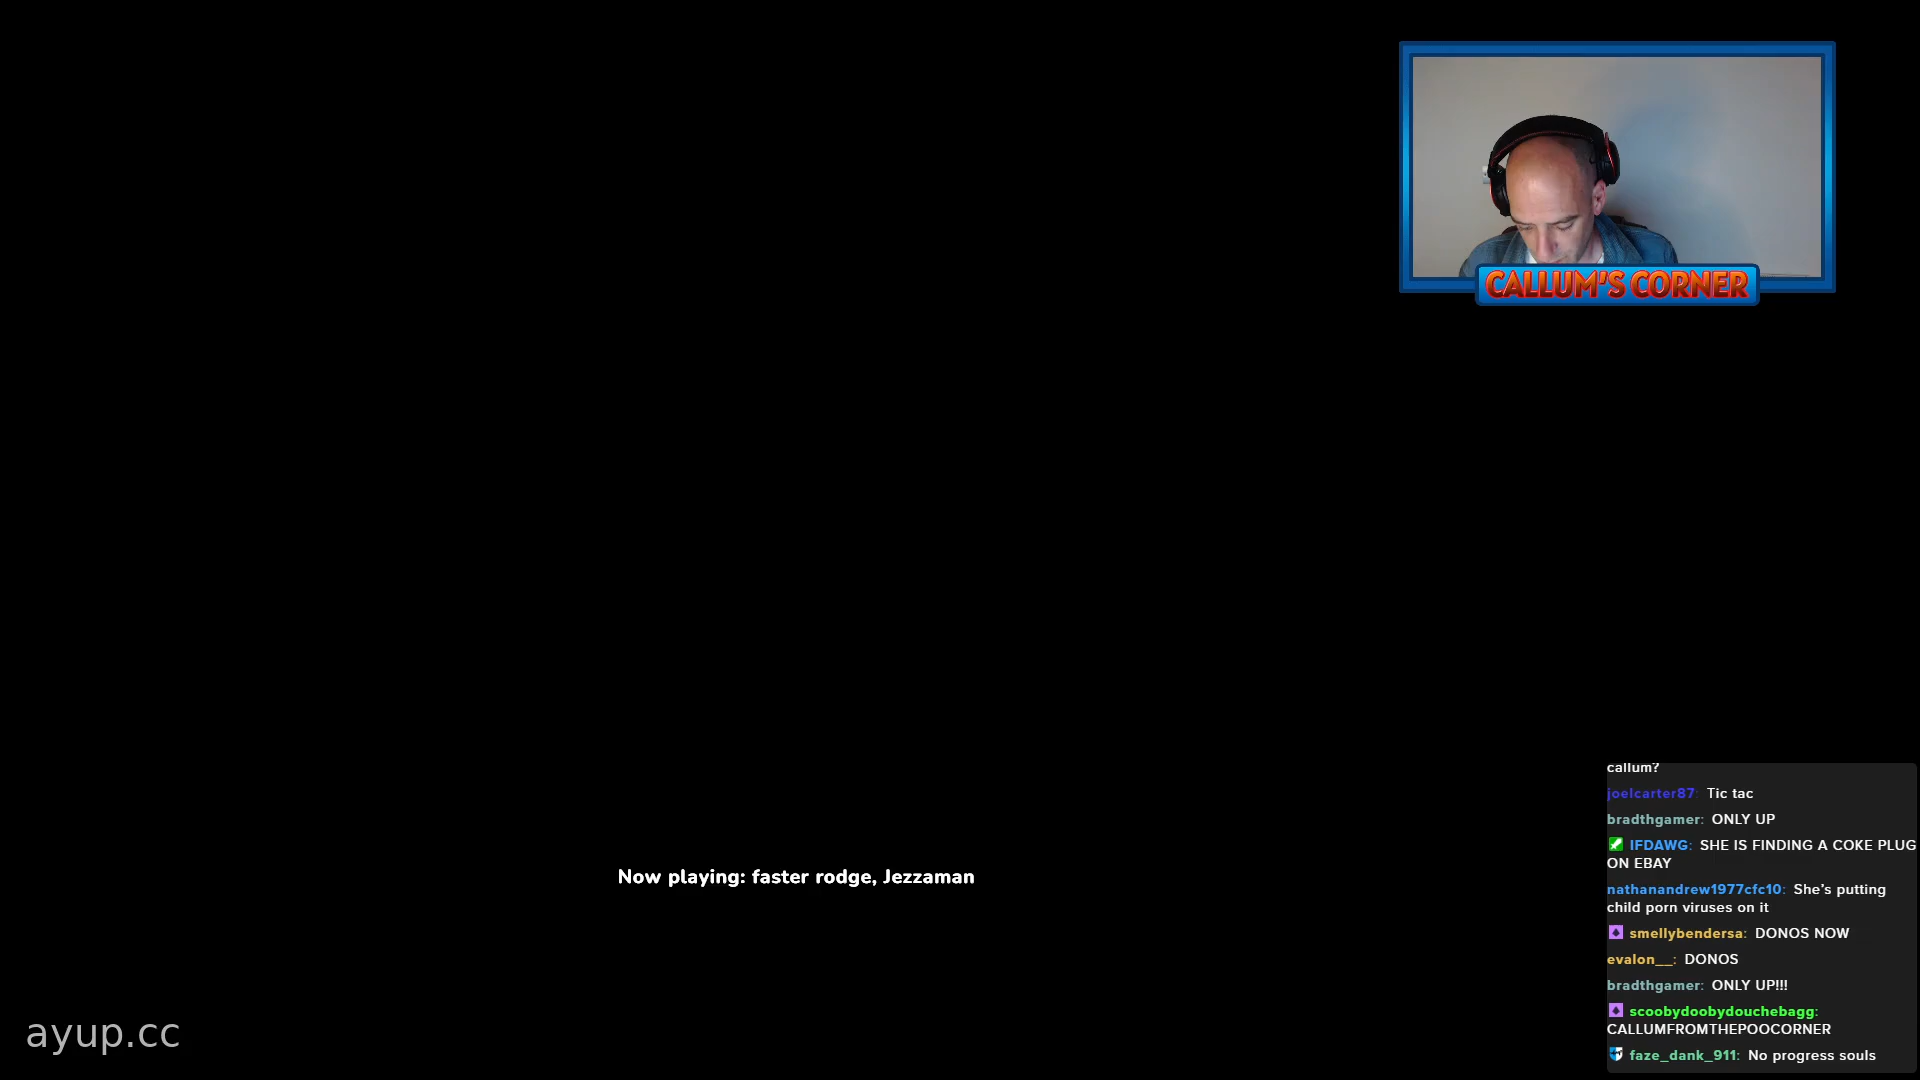 CALLUM'S CORNER
callum?
joelcarter87: Tic tac
bradthgamer: ONLY UP
IFDAWG: SHE IS FINDING A COKE PLUG
ON EBAY
nathanandrew1977cfc10: She's putting
child porn viruses on it
smellybendersa: DONOS NOW
evalon__: DONOS
bradthgamer: ONLY UP!!!
scoobydoobydouchebagg:
CALLUMFROMTHEPOOCORNER
faze_dank_911: No progress souls
Now playing: faster rodge, Jezzaman
ayup.cc